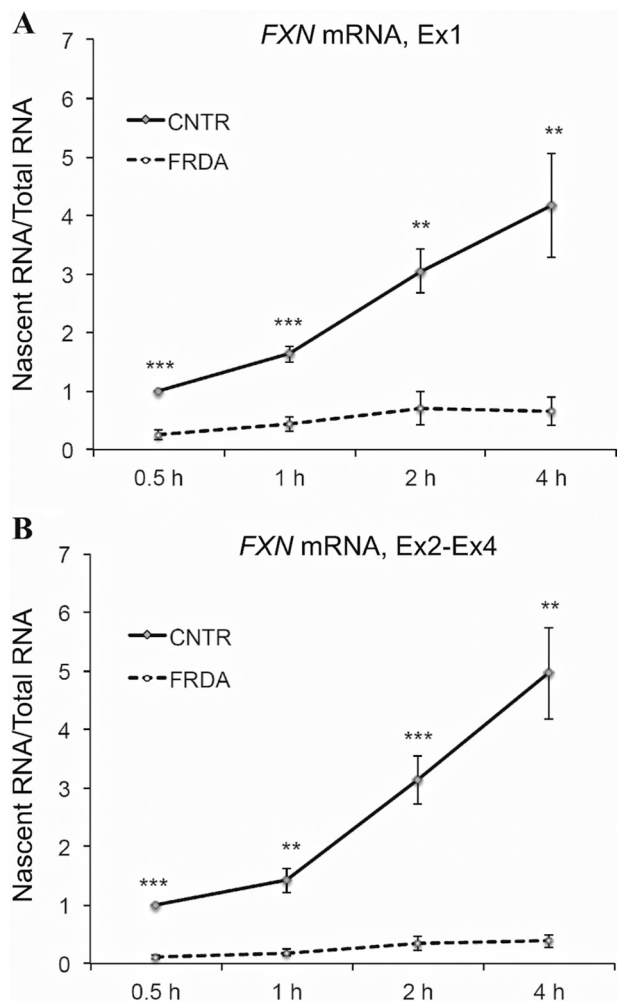 A
FXN mRNA, Ex1
7
6
5
4
3
2
1
0
Nascent RNA/Total RNA
CNTR
FRDA
***
***
**
**
0.5 h
1 h
2 h
4 h
B
FXN mRNA, Ex2-Ex4
7
6
5
4
3
2
1
0
Nascent RNA/Total RNA
CNTR
FRDA
***
**
***
**
0.5 h
1 h
2 h
4 h